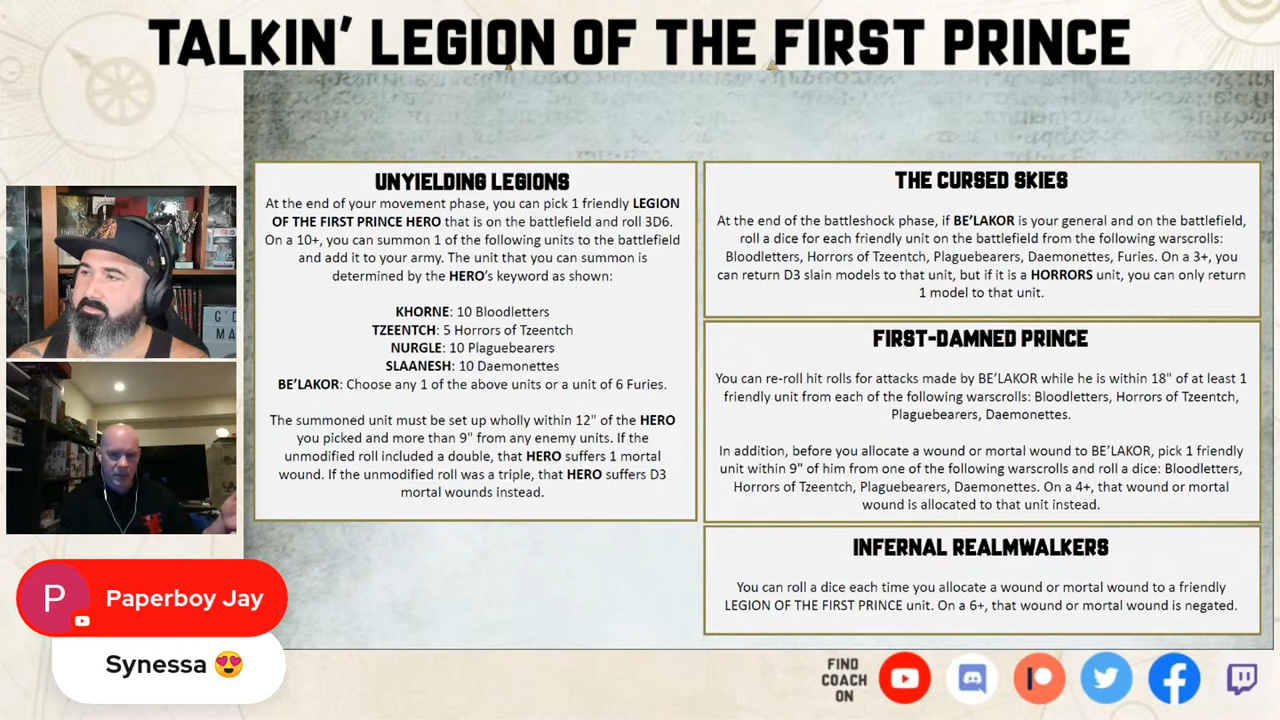 TALKIN' LEGION OF THE FIRST PRINCE
UNYIELDING LEGIONS
At the end of your movement phase, you can pick 1 friendly LEGION
OF THE FIRST PRINCE HERO that is on the battlefield and roll 3D6.
On a 10+, you can summon 1 of the following units to the battlefield
and add it to your army. The unit that you can summon is
determined by the HERO's keyword as shown:
KHORNE: 10 Bloodletters
TZEENTCH: 5 Horrors of Tzeentch
NURGLE: 10 Plaguebearers
SLAANESH: 10 Daemonettes
BE'LAKOR: Choose any 1 of the above units or a unit of 6 Furies.
The summoned unit must be set up wholly within 12" of the HERO
you picked and more than 9" from any enemy units. If the
unmodified roll included a double, that HERO suffers 1 mortal
wound. If the unmodified roll was a triple, that HERO suffers D3
mortal wounds instead.
THE CURSED SKIES
At the end of the battleshock phase, if BE'LAKOR is your general and on the battlefield,
roll a dice for each friendly unit on the battlefield from the following warscrolls:
Bloodletters, Horrors of Tzeentch, Plaguebearers, Daemonettes, Furies. On a 3+, you
can return D3 slain models to that unit, but if it is a HORRORS unit, you can only return
1 model to that unit.
FIRST-DAMNED PRINCE
You can re-roll hit rolls for attacks made by BE'LAKOR while he is within 18" of at least 1
friendly unit from each of the following warscrolls: Bloodletters, Horrors of Tzeentch,
Plaguebearers, Daemonettes.
In addition, before you allocate a wound or mortal wound to BE'LAKOR, pick 1 friendly
unit within 9" of him from one of the following warscrolls and roll a dice: Bloodletters,
Horrors of Tzeentch, Plaguebearers, Daemonettes. On a 4+, that wound or mortal
wound is allocated to that unit instead.
INFERNAL REALMWALKERS
You can roll a dice each time you allocate a wound or mortal wound to a friendly
LEGION OF THE FIRST PRINCE unit. On a 6+, that wound or mortal wound is negated.
P
Paperboy Jay
Synessa 😍
FIND
COACH
ON